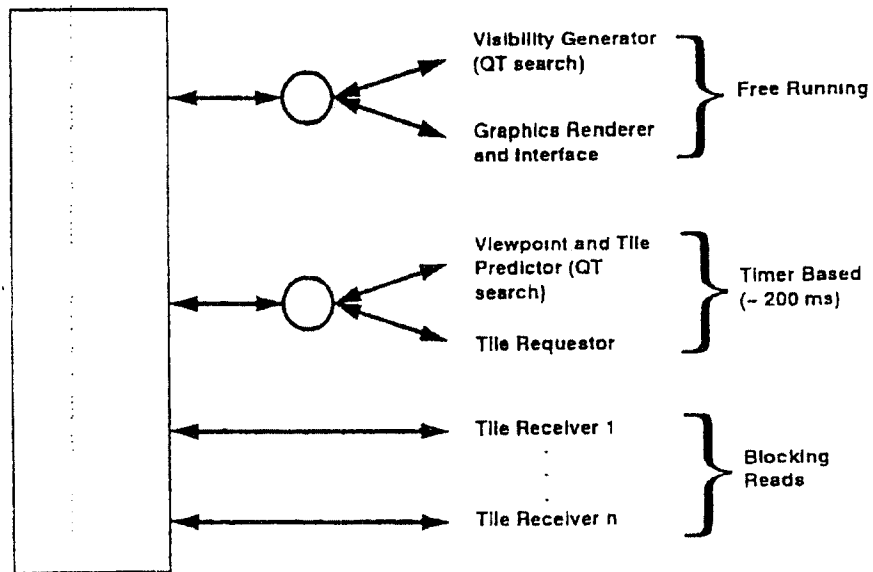 Visibility Generator
(QT search)
Free Running
Graphics Renderer
and Interface
Viewpoint and Tile
Predictor (QT
search)
Timer Based
(~ 200 ms)
Tile Requestor
Tile Receiver 1
Blocking
Reads
Tile Receiver n